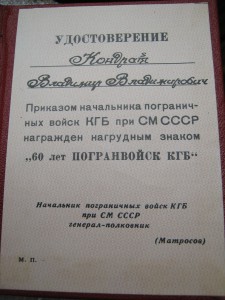 УДОСТОВЕРЕНИЕ
Кондрат
Владимир Владимирович
Приказом начальника погранич-
ных войск КГБ при СМ СССР
награжден нагрудным знаком
„60 лет ПОГРАНВОЙСК КГБ“
Начальник пограничных войск КГБ
при СМ СССР
генерал-полковник
(Матросов)
М. П.